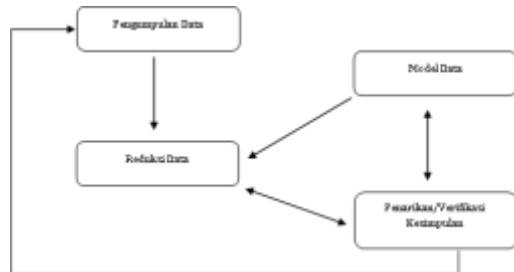 Pengumpulan Data
Model Data
Reduksi Data
Penarikan/Verifikasi
Kesimpulan